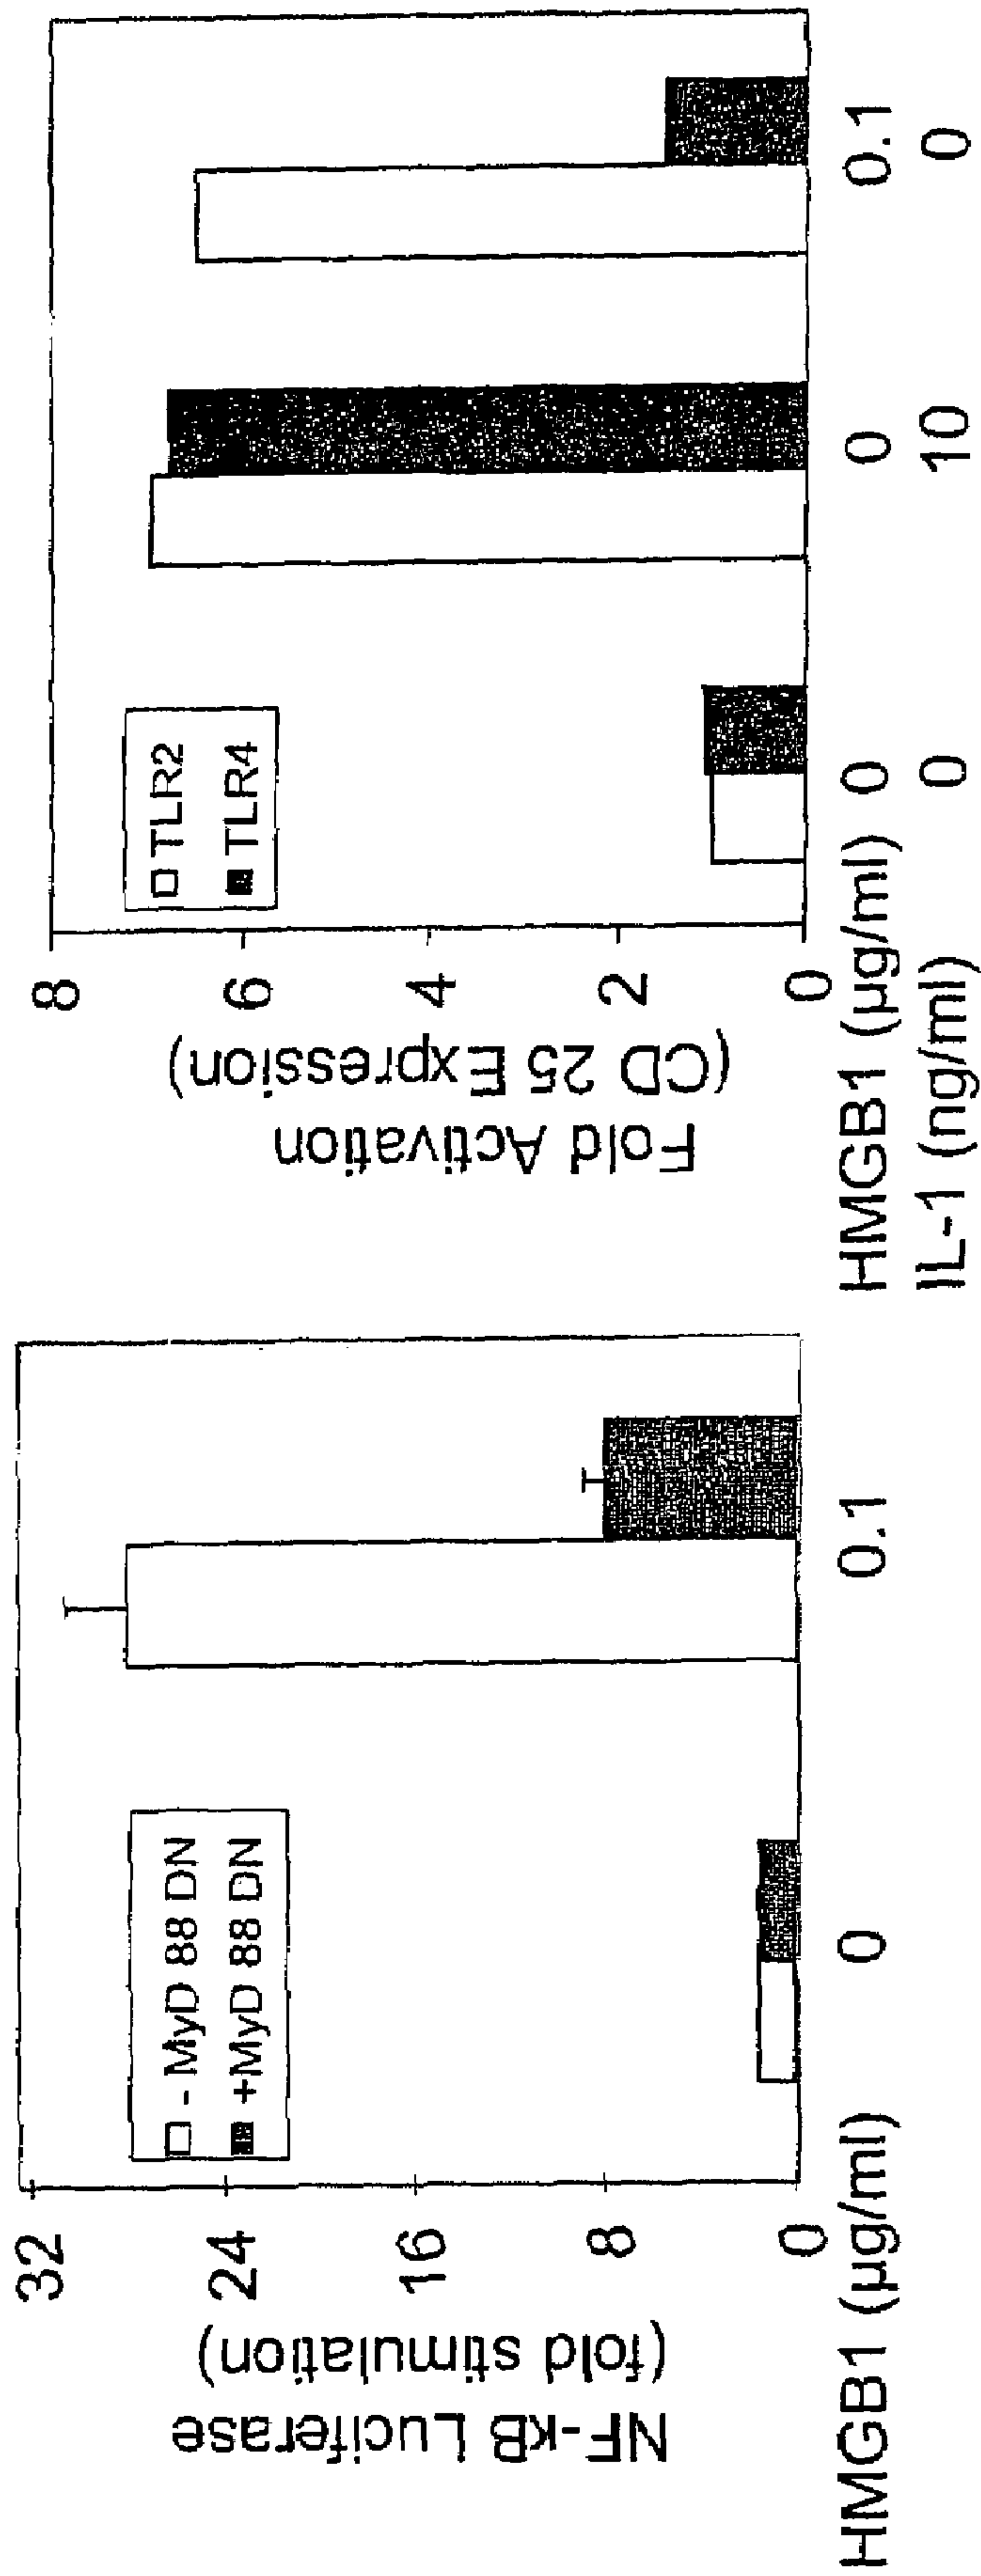 NF-κB Luciferase
(fold stimulation)
32
24
16
8
0
- MyD 88 DN
+MyD 88 DN
HMGB1 (μg/ml) 0 0.1
Fold Activation
(CD 25 Expression)
8
6
4
2
0
TLR2
TLR4
HMGB1 (μg/ml) 0 0 0.1
IL-1 (ng/ml) 0 10 0